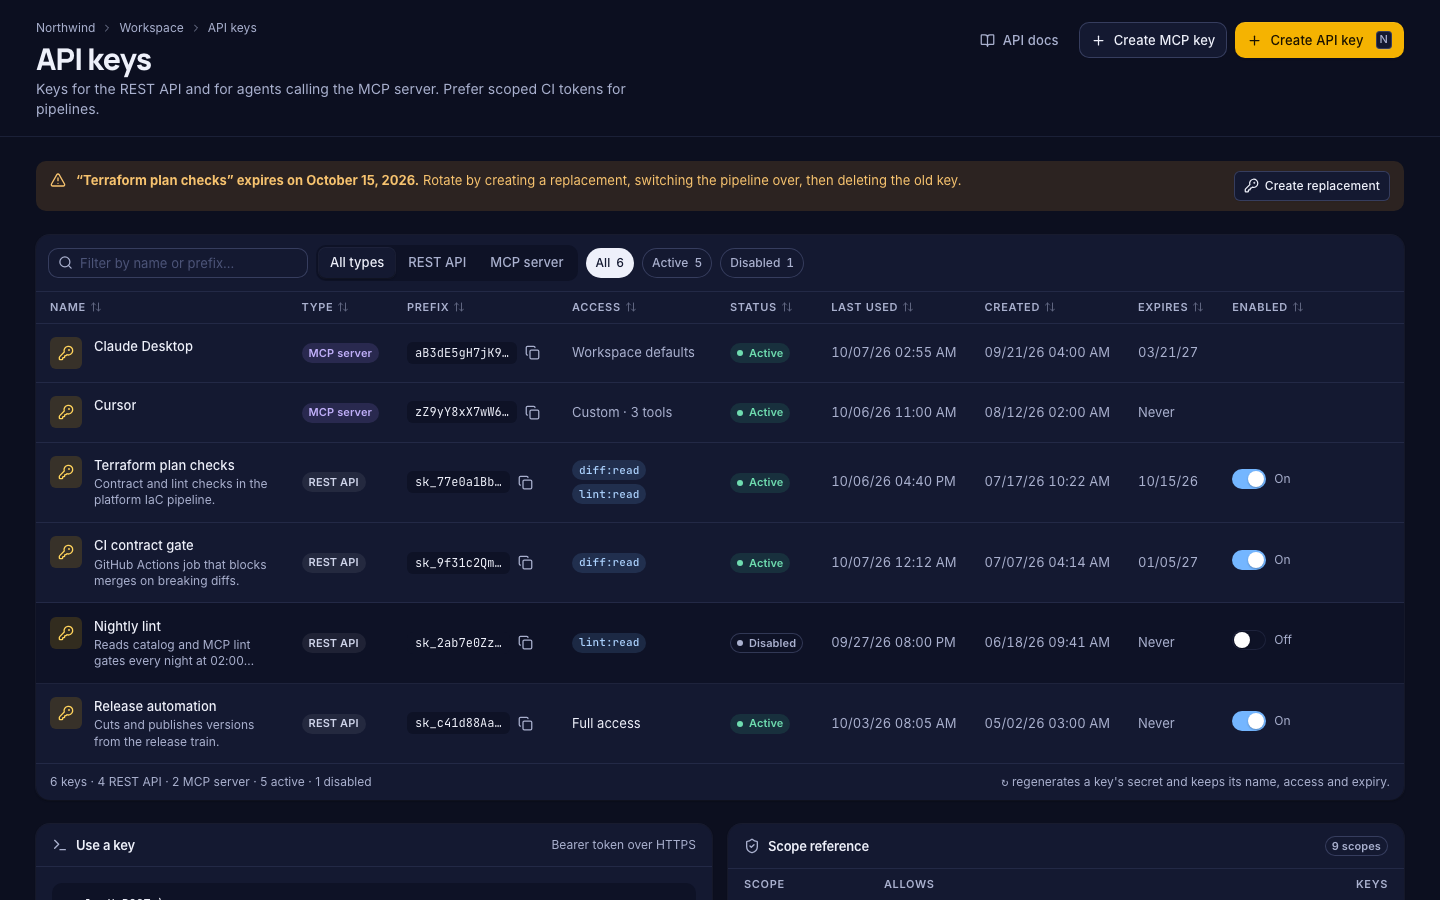 Northwind > Workspace > API keys
API keys
Keys for the REST API and for agents calling the MCP server. Prefer scoped CI tokens for
pipelines.
API docs
+ Create MCP key
+ Create API key N
“Terraform plan checks” expires on October 15, 2026. Rotate by creating a replacement, switching the pipeline over, then deleting the old key.
Create replacement
Filter by name or prefix...
All types REST API MCP server All 6 Active 5 Disabled 1
NAME TYPE PREFIX ACCESS STATUS LAST USED CREATED EXPIRES ENABLED
Claude Desktop MCP server aB3dE5gH7jK9… Workspace defaults Active 10/07/26 02:55 AM 09/21/26 04:00 AM 03/21/27
Cursor MCP server zZ9yY8xX7wW6… Custom · 3 tools Active 10/06/26 11:00 AM 08/12/26 02:00 AM Never
Terraform plan checks
Contract and lint checks in the
platform IaC pipeline.
REST API sk_77e0a1Bb… diff:read
lint:read
Active 10/06/26 04:40 PM 07/17/26 10:22 AM 10/15/26 On
CI contract gate
GitHub Actions job that blocks
merges on breaking diffs.
REST API sk_9f31c2Qm… diff:read Active 10/07/26 12:12 AM 07/07/26 04:14 AM 01/05/27 On
Nightly lint
Reads catalog and MCP lint
gates every night at 02:00…
REST API sk_2ab7e0Zz… lint:read Disabled 09/27/26 08:00 PM 06/18/26 09:41 AM Never Off
Release automation
Cuts and publishes versions
from the release train.
REST API sk_c41d88Aa… Full access Active 10/03/26 08:05 AM 05/02/26 03:00 AM Never On
6 keys · 4 REST API · 2 MCP server · 5 active · 1 disabled
↻ regenerates a key's secret and keeps its name, access and expiry.
Use a key Bearer token over HTTPS
Scope reference 9 scopes
SCOPE ALLOWS KEYS